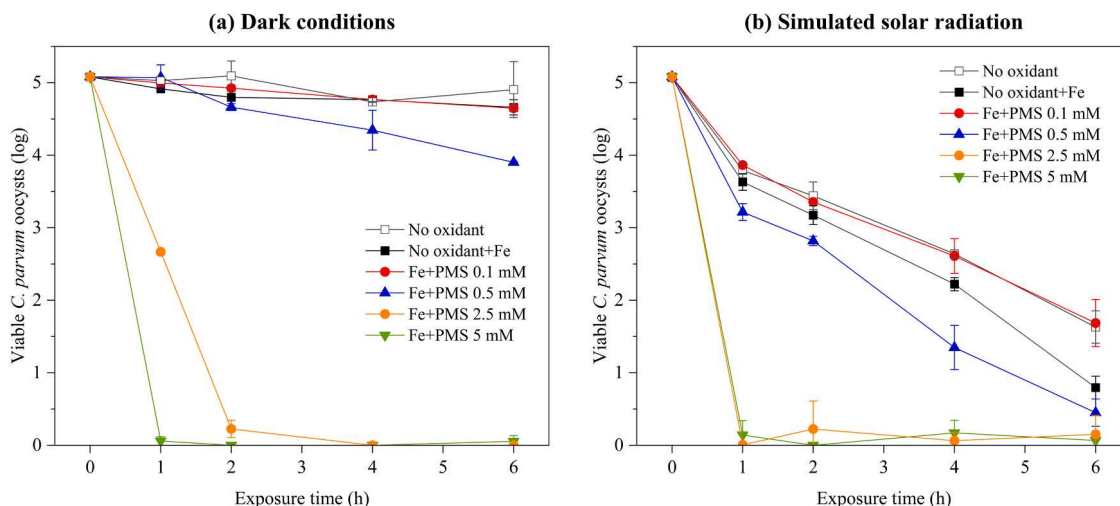 (a) Dark conditions
Viable C. parvum oocysts (log)
5
4
3
2
1
0
No oxidant
No oxidant+Fe
Fe+PMS 0.1 mM
Fe+PMS 0.5 mM
Fe+PMS 2.5 mM
Fe+PMS 5 mM
0 1 2 3 4 5 6
Exposure time (h)
(b) Simulated solar radiation
Viable C. parvum oocysts (log)
5
4
3
2
1
0
No oxidant
No oxidant+Fe
Fe+PMS 0.1 mM
Fe+PMS 0.5 mM
Fe+PMS 2.5 mM
Fe+PMS 5 mM
0 1 2 3 4 5 6
Exposure time (h)